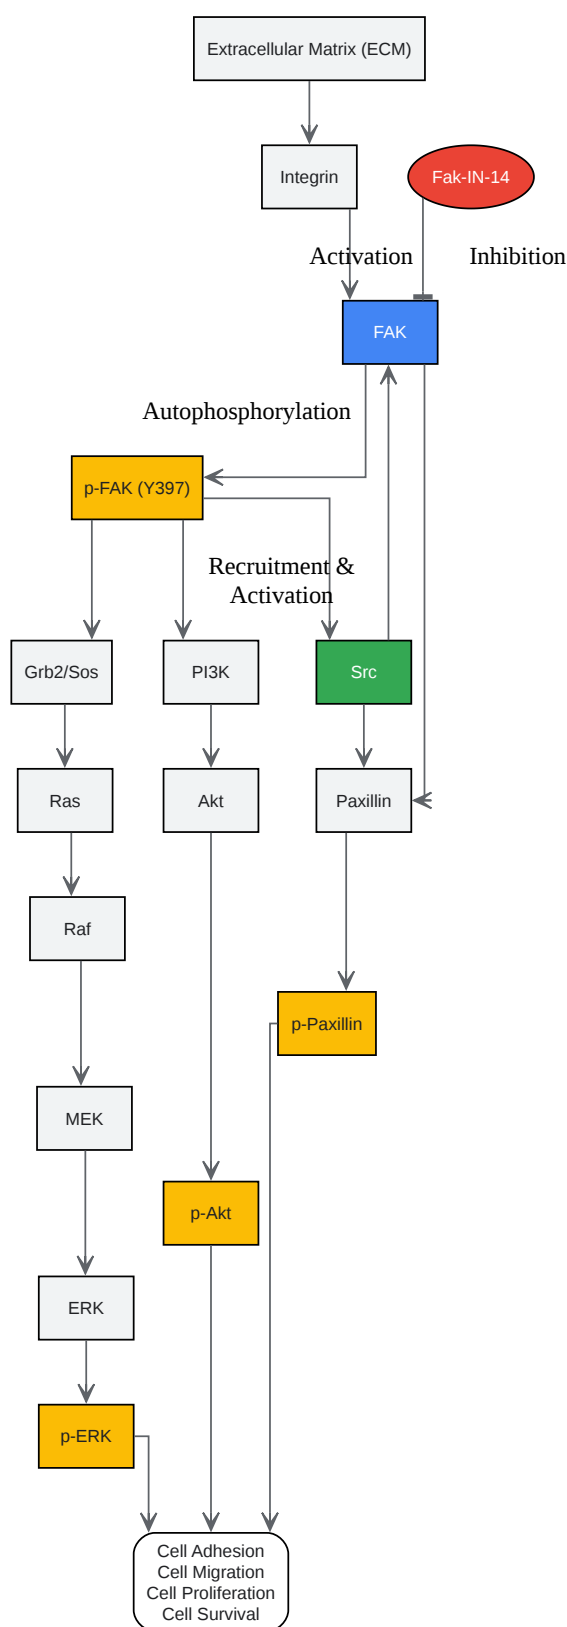 Extracellular Matrix (ECM)
Integrin
Fak-IN-14
Activation
Inhibition
FAK
Autophosphorylation
p-FAK (Y397)
Recruitment &
Activation
Grb2/Sos
PI3K
Src
Ras
Akt
Paxillin
Raf
p-Paxillin
MEK
p-Akt
ERK
p-ERK
Cell Adhesion
Cell Migration
Cell Proliferation
Cell Survival